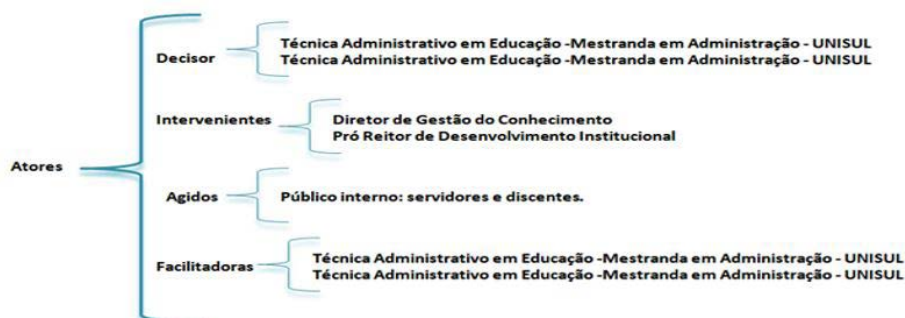 Atores
Decisor
Técnica Administrativo em Educação -Mestranda em Administração - UNISUL
Técnica Administrativo em Educação -Mestranda em Administração - UNISUL
Intervenientes
Diretor de Gestão do Conhecimento
Pró Reitor de Desenvolvimento Institucional
Agidos
Público interno: servidores e discentes.
Facilitadoras
Técnica Administrativo em Educação -Mestranda em Administração - UNISUL
Técnica Administrativo em Educação -Mestranda em Administração - UNISUL